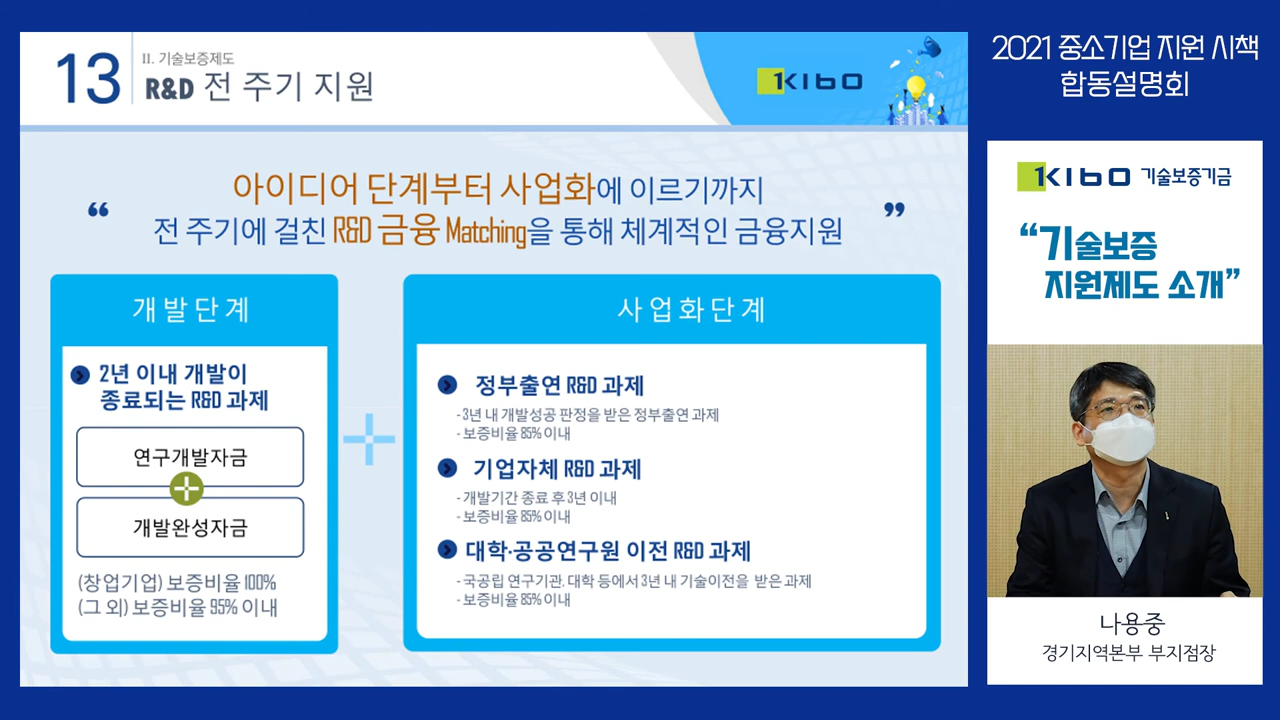 13
II. 기술보증제도
R&D 전 주기 지원
1KIBO
“ 아이디어 단계부터 사업화에 이르기까지
전 주기에 걸친 R&D 금융 Matching을 통해 체계적인 금융지원 ”
개발단계
2년 이내 개발이
종료되는 R&D 과제
연구개발자금
개발완성자금
(창업기업) 보증비율 100%
(그 외) 보증비율 95% 이내
사업화단계
정부출연 R&D 과제
- 3년 내 개발성공 판정을 받은 정부출연 과제
- 보증비율 85% 이내
기업자체 R&D 과제
- 개발기간 종료 후 3년 이내
- 보증비율 85% 이내
대학·공공연구원 이전 R&D 과제
- 국공립 연구기관, 대학 등에서 3년 내 기술이전을 받은 과제
- 보증비율 85% 이내
2021 중소기업 지원 시책
합동설명회
1KIBO 기술보증기금
“기술보증
지원제도 소개”
나용중
경기지역본부 부지점장